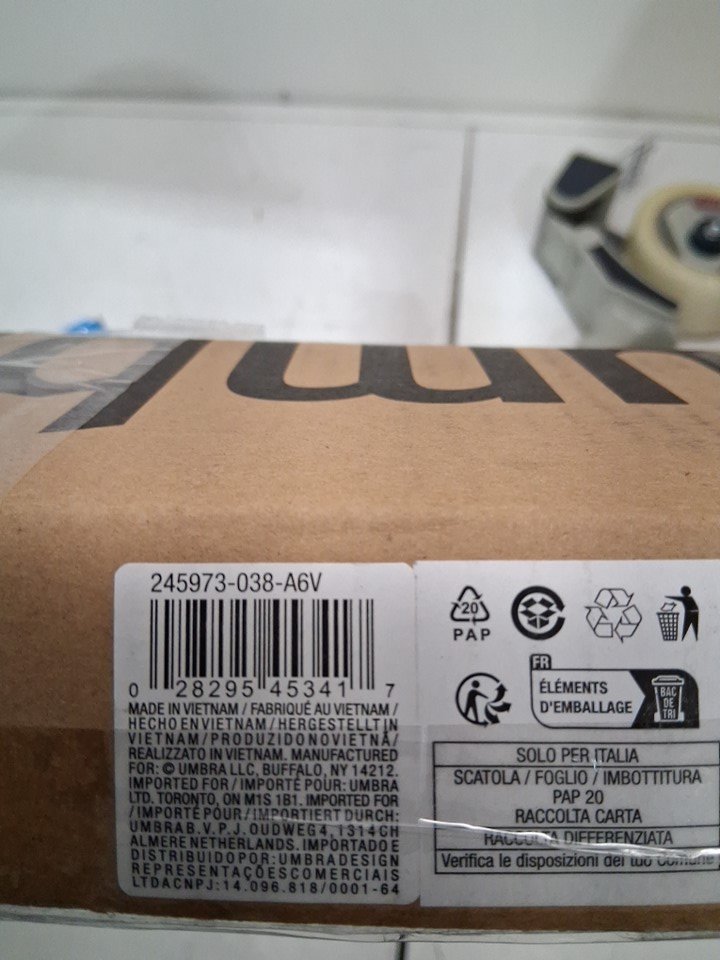 um
245973-038-A6V
0 28295 45341 7
MADE IN VIETNAM / FABRIQUÉ AU VIETNAM /
HECHO EN VIETNAM / HERGESTELLT IN
VIETNAM / PRODUZIDO NO VIETNÃ /
REALIZZATO IN VIETNAM. MANUFACTURED
FOR: © UMBRA LLC, BUFFALO, NY 14212.
IMPORTED FOR / IMPORTÉ POUR: UMBRA
LTD. TORONTO, ON M1S 1B1. IMPORTED FOR
/ IMPORTÉ POUR / IMPORTIERT DURCH:
UMBRA B.V. P.J. OUDWEG 4, 1314 CH
ALMERE NETHERLANDS. IMPORTADO E
DISTRIBUIDO POR: UMBRA DESIGN
REPRESENTAÇÕES COMERCIAIS
LTDA CNPJ: 14.096.818/0001-64
20
PAP
FR
ÉLÉMENTS
D'EMBALLAGE
BAC
DE
TRI
SOLO PER ITALIA
SCATOLA / FOGLIO / IMBOTTITURA
PAP 20
RACCOLTA CARTA
RACCOLTA DIFFERENZIATA
Verifica le disposizioni del tuo Comune